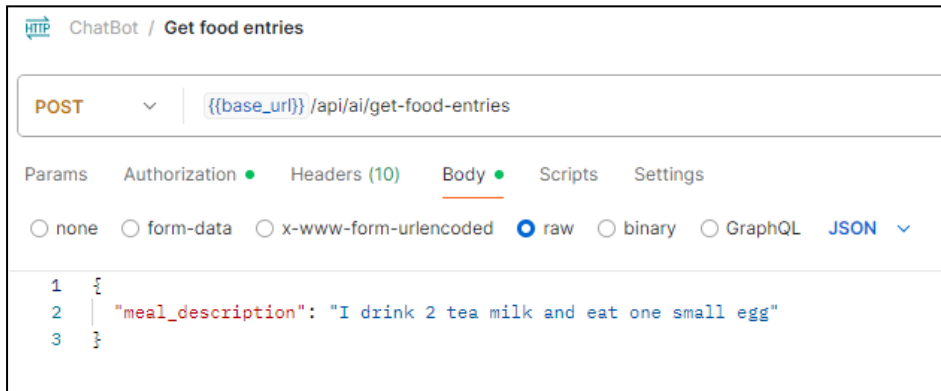 HTTP ChatBot / Get food entries
POST {{base_url}}/api/ai/get-food-entries
Params Authorization Headers (10) Body Scripts Settings
none form-data x-www-form-urlencoded raw binary GraphQL JSON
1 {
2 "meal_description": "I drink 2 tea milk and eat one small egg"
3 }